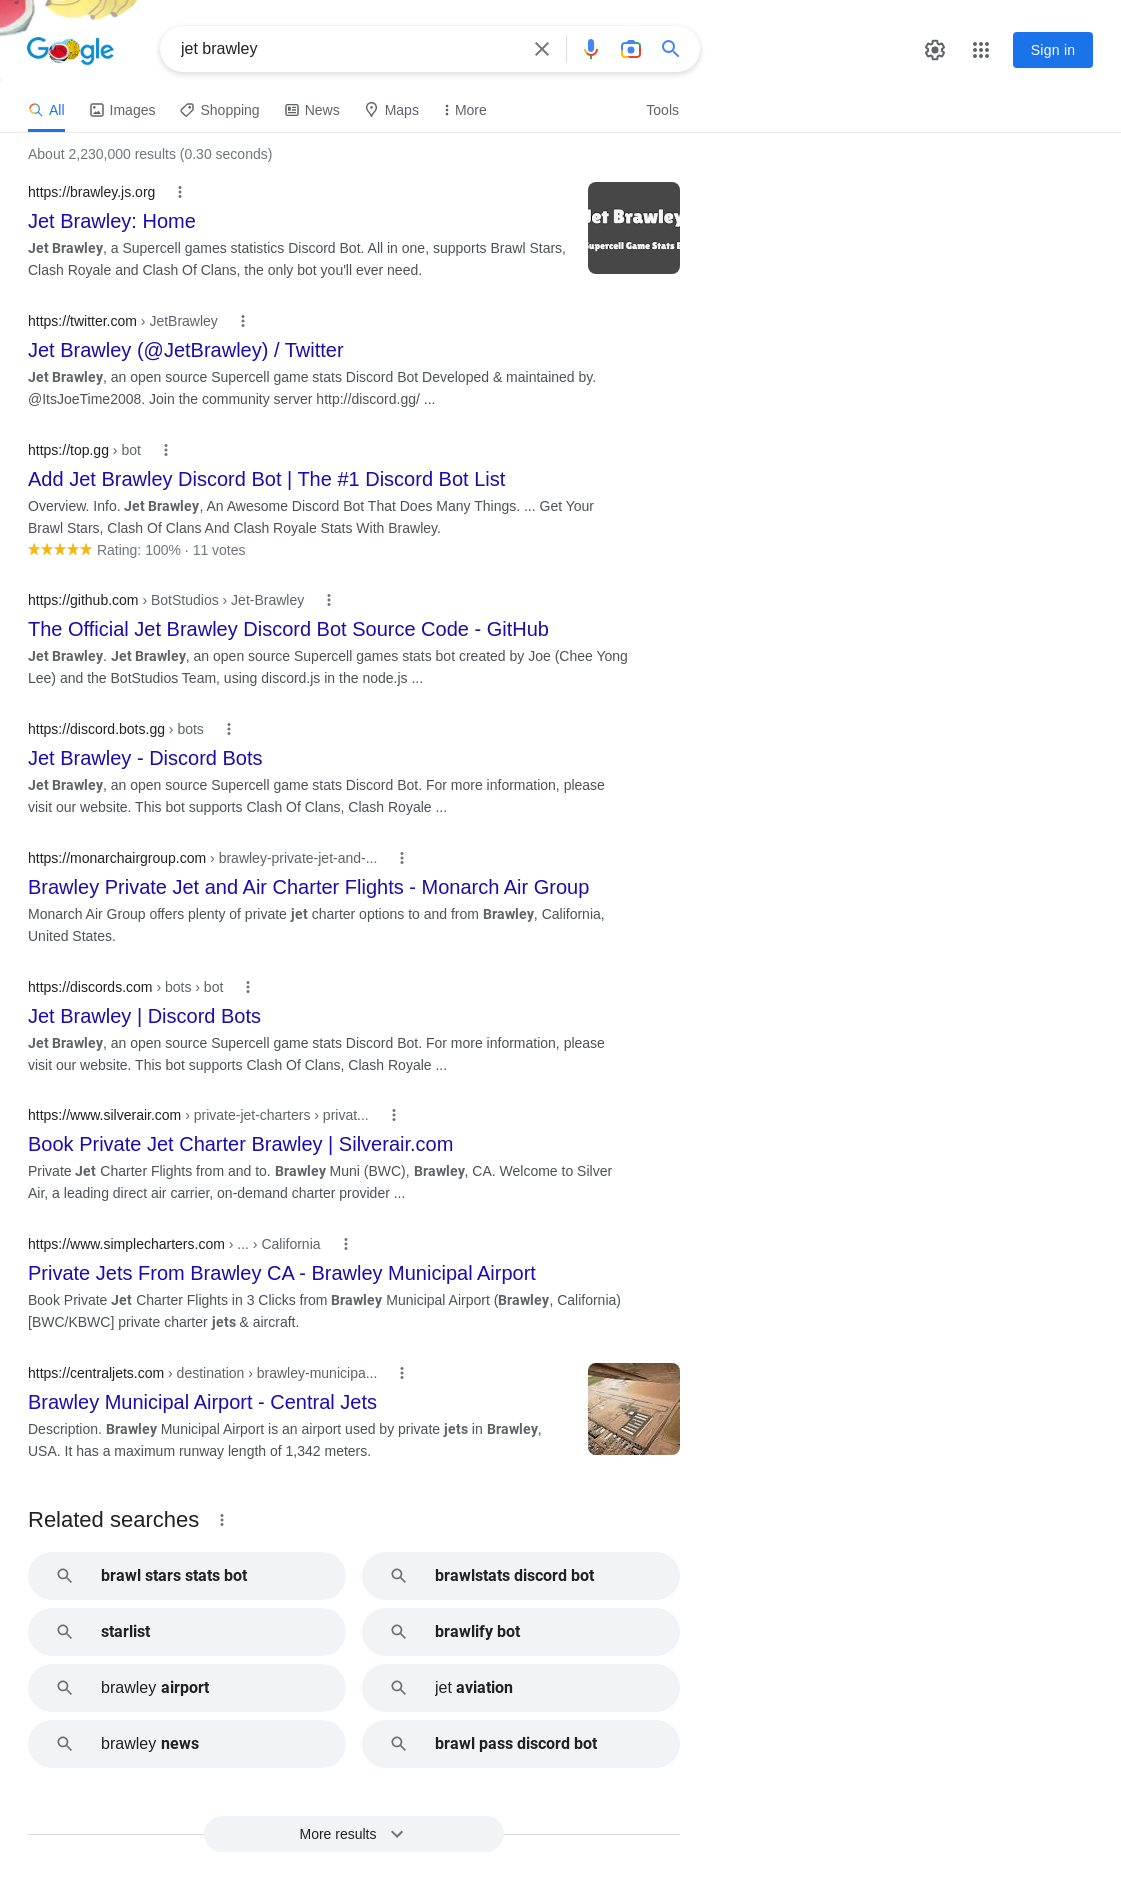 Google
jet brawley
Sign in
All
Images
Shopping
News
Maps
More
Tools
About 2,230,000 results (0.30 seconds)
https://brawley.js.org
Jet Brawley: Home
Jet Brawley, a Supercell games statistics Discord Bot. All in one, supports Brawl Stars,
Clash Royale and Clash Of Clans, the only bot you'll ever need.
Jet Brawley
Supercell Game Stats B
https://twitter.com › JetBrawley
Jet Brawley (@JetBrawley) / Twitter
Jet Brawley, an open source Supercell game stats Discord Bot Developed & maintained by.
@ItsJoeTime2008. Join the community server http://discord.gg/ ...
https://top.gg › bot
Add Jet Brawley Discord Bot | The #1 Discord Bot List
Overview. Info. Jet Brawley, An Awesome Discord Bot That Does Many Things. ... Get Your
Brawl Stars, Clash Of Clans And Clash Royale Stats With Brawley.
Rating: 100% · 11 votes
https://github.com › BotStudios › Jet-Brawley
The Official Jet Brawley Discord Bot Source Code - GitHub
Jet Brawley. Jet Brawley, an open source Supercell games stats bot created by Joe (Chee Yong
Lee) and the BotStudios Team, using discord.js in the node.js ...
https://discord.bots.gg › bots
Jet Brawley - Discord Bots
Jet Brawley, an open source Supercell game stats Discord Bot. For more information, please
visit our website. This bot supports Clash Of Clans, Clash Royale ...
https://monarchairgroup.com › brawley-private-jet-and-...
Brawley Private Jet and Air Charter Flights - Monarch Air Group
Monarch Air Group offers plenty of private jet charter options to and from Brawley, California,
United States.
https://discords.com › bots › bot
Jet Brawley | Discord Bots
Jet Brawley, an open source Supercell game stats Discord Bot. For more information, please
visit our website. This bot supports Clash Of Clans, Clash Royale ...
https://www.silverair.com › private-jet-charters › privat...
Book Private Jet Charter Brawley | Silverair.com
Private Jet Charter Flights from and to. Brawley Muni (BWC), Brawley, CA. Welcome to Silver
Air, a leading direct air carrier, on-demand charter provider ...
https://www.simplecharters.com › ... › California
Private Jets From Brawley CA - Brawley Municipal Airport
Book Private Jet Charter Flights in 3 Clicks from Brawley Municipal Airport (Brawley, California)
[BWC/KBWC] private charter jets & aircraft.
https://centraljets.com › destination › brawley-municipa...
Brawley Municipal Airport - Central Jets
Description. Brawley Municipal Airport is an airport used by private jets in Brawley,
USA. It has a maximum runway length of 1,342 meters.
Related searches
brawl stars stats bot
brawlstats discord bot
starlist
brawlify bot
brawley airport
jet aviation
brawley news
brawl pass discord bot
More results